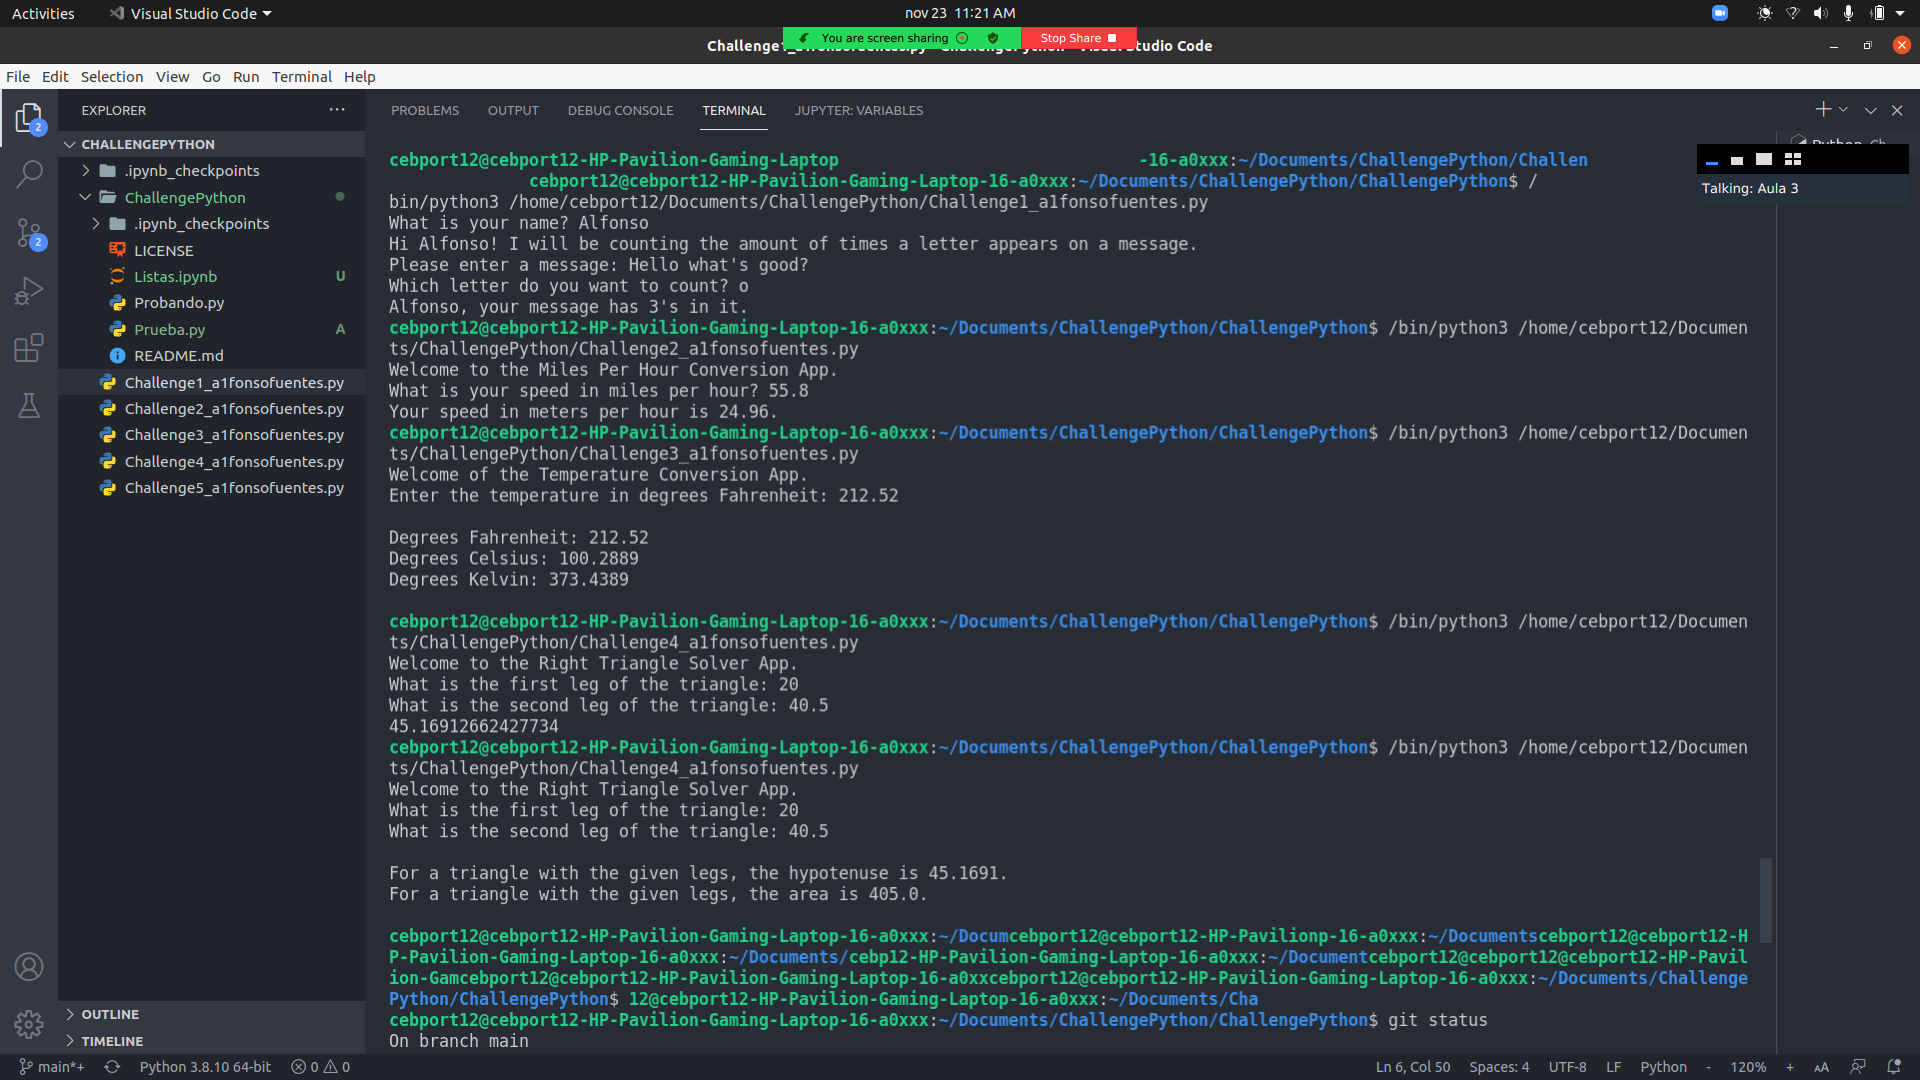 Activities
Visual Studio Code
nov 23 11:21 AM
You are screen sharing
Stop Share
Visual Studio Code
File Edit Selection View Go Run Terminal Help
EXPLORER
PROBLEMS OUTPUT DEBUG CONSOLE TERMINAL JUPYTER: VARIABLES
2
2
CHALLENGEPYTHON
.ipynb_checkpoints
ChallengePython
.ipynb_checkpoints
LICENSE
Listas.ipynb U
Probando.py
Prueba.py A
README.md
Challenge1_a1fonsofuentes.py
Challenge2_a1fonsofuentes.py
Challenge3_a1fonsofuentes.py
Challenge4_a1fonsofuentes.py
Challenge5_a1fonsofuentes.py
OUTLINE
TIMELINE
cebport12@cebport12-HP-Pavilion-Gaming-Laptop -16-a0xxx:~/Documents/ChallengePython/Challen
cebport12@cebport12-HP-Pavilion-Gaming-Laptop-16-a0xxx:~/Documents/ChallengePython/ChallengePython$ /
bin/python3 /home/cebport12/Documents/ChallengePython/Challenge1_a1fonsofuentes.py
What is your name? Alfonso
Hi Alfonso! I will be counting the amount of times a letter appears on a message.
Please enter a message: Hello what's good?
Which letter do you want to count? o
Alfonso, your message has 3's in it.
cebport12@cebport12-HP-Pavilion-Gaming-Laptop-16-a0xxx:~/Documents/ChallengePython/ChallengePython$ /bin/python3 /home/cebport12/Documen
ts/ChallengePython/Challenge2_a1fonsofuentes.py
Welcome to the Miles Per Hour Conversion App.
What is your speed in miles per hour? 55.8
Your speed in meters per hour is 24.96.
cebport12@cebport12-HP-Pavilion-Gaming-Laptop-16-a0xxx:~/Documents/ChallengePython/ChallengePython$ /bin/python3 /home/cebport12/Documen
ts/ChallengePython/Challenge3_a1fonsofuentes.py
Welcome of the Temperature Conversion App.
Enter the temperature in degrees Fahrenheit: 212.52
Degrees Fahrenheit: 212.52
Degrees Celsius: 100.2889
Degrees Kelvin: 373.4389
cebport12@cebport12-HP-Pavilion-Gaming-Laptop-16-a0xxx:~/Documents/ChallengePython/ChallengePython$ /bin/python3 /home/cebport12/Documen
ts/ChallengePython/Challenge4_a1fonsofuentes.py
Welcome to the Right Triangle Solver App.
What is the first leg of the triangle: 20
What is the second leg of the triangle: 40.5
45.16912662427734
cebport12@cebport12-HP-Pavilion-Gaming-Laptop-16-a0xxx:~/Documents/ChallengePython/ChallengePython$ /bin/python3 /home/cebport12/Documen
ts/ChallengePython/Challenge4_a1fonsofuentes.py
Welcome to the Right Triangle Solver App.
What is the first leg of the triangle: 20
What is the second leg of the triangle: 40.5
For a triangle with the given legs, the hypotenuse is 45.1691.
For a triangle with the given legs, the area is 405.0.
cebport12@cebport12-HP-Pavilion-Gaming-Laptop-16-a0xxx:~/Documcebport12@cebport12-HP-Pavilionp-16-a0xxx:~/Documentscebport12@cebport12-H
P-Pavilion-Gaming-Laptop-16-a0xxx:~/Documents/cebp12-HP-Pavilion-Gaming-Laptop-16-a0xxx:~/Documentcebport12@cebport12@cebport12-HP-Pavil
ion-Gamcebport12@cebport12-HP-Pavilion-Gaming-Laptop-16-a0xxcebport12@cebport12-HP-Pavilion-Gaming-Laptop-16-a0xxx:~/Documents/Challenge
Python/ChallengePython$ 12@cebport12-HP-Pavilion-Gaming-Laptop-16-a0xxx:~/Documents/Cha
cebport12@cebport12-HP-Pavilion-Gaming-Laptop-16-a0xxx:~/Documents/ChallengePython/ChallengePython$ git status
On branch main
Talking: Aula 3
main*+ Python 3.8.10 64-bit 0 0 Ln 6, Col 50 Spaces: 4 UTF-8 LF Python - 120% + AA